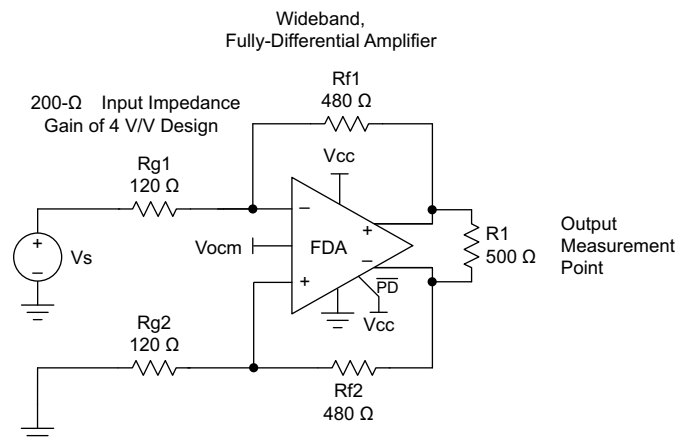 Wideband,
Fully-Differential Amplifier
200-Ω Input Impedance
Gain of 4 V/V Design
Rf1
480 Ω
Rg1
120 Ω
Vcc
−
+
Vs
+
−
Vocm
FDA
+
−
+
PD
Vcc
R1
500 Ω
Output
Measurement
Point
Rg2
120 Ω
Rf2
480 Ω